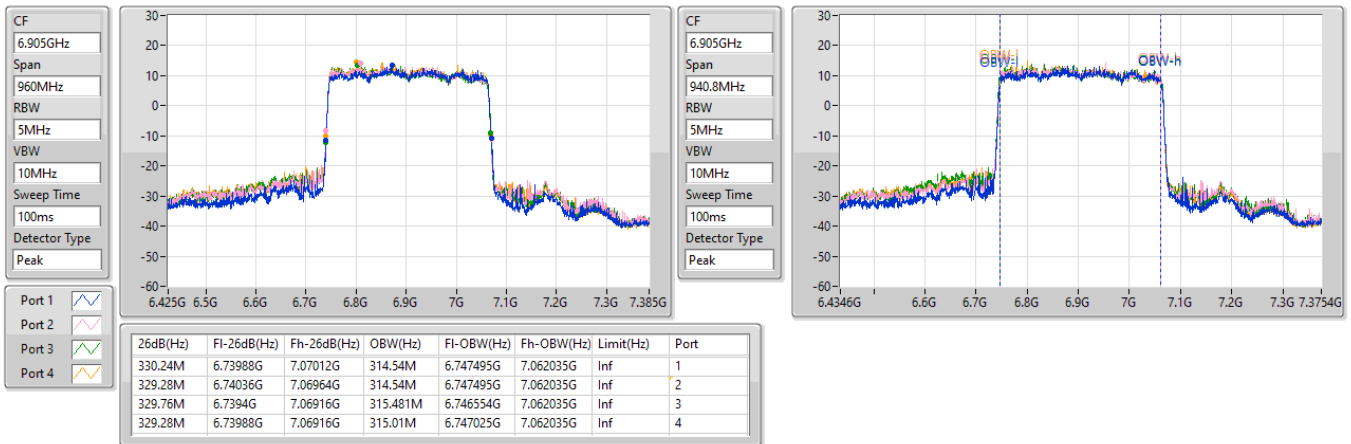 CF
6.905GHz
Span
960MHz
RBW
5MHz
VBW
10MHz
Sweep Time
100ms
Detector Type
Peak
30
20
10
0
-10
-20
-30
-40
-50
-60
6.425G 6.5G 6.6G 6.7G 6.8G 6.9G 7G 7.1G 7.2G 7.3G 7.385G
CF
6.905GHz
Span
940.8MHz
RBW
5MHz
VBW
10MHz
Sweep Time
100ms
Detector Type
Peak
30
20
10
0
-10
-20
-30
-40
-50
-60
OBW-l OBW-h
6.4346G 6.6G 6.7G 6.8G 6.9G 7G 7.1G 7.2G 7.3G 7.3754G
Port 1
Port 2
Port 3
Port 4
26dB(Hz) Fl-26dB(Hz) Fh-26dB(Hz) OBW(Hz) Fl-OBW(Hz) Fh-OBW(Hz) Limit(Hz) Port
330.24M 6.73988G 7.07012G 314.54M 6.747495G 7.062035G Inf 1
329.28M 6.74036G 7.06964G 314.54M 6.747495G 7.062035G Inf 2
329.76M 6.7394G 7.06916G 315.481M 6.746554G 7.062035G Inf 3
329.28M 6.73988G 7.06916G 315.01M 6.747025G 7.062035G Inf 4